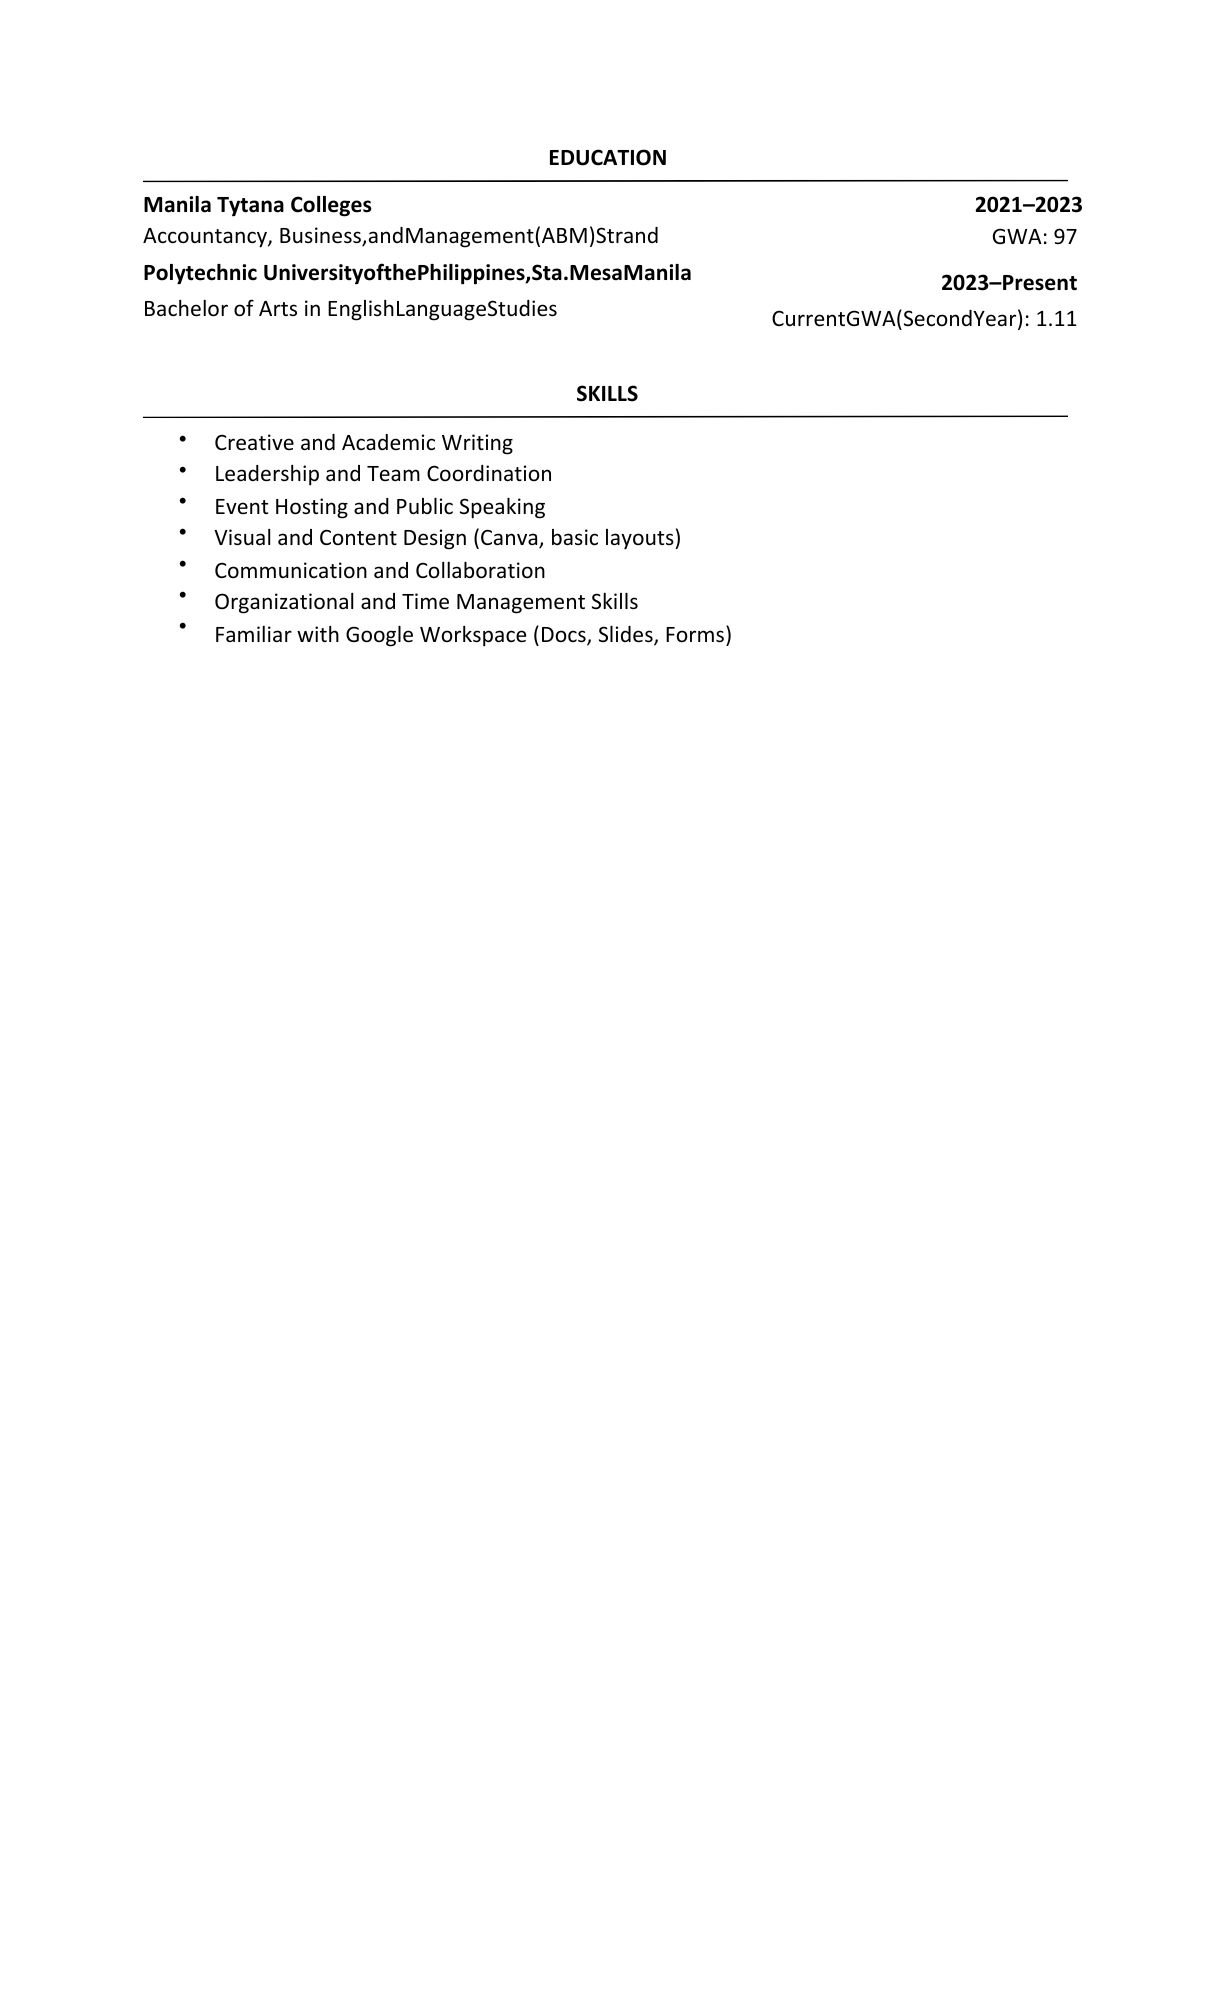 EDUCATION
Manila Tytana Colleges 2021–2023
Accountancy, Business,andManagement(ABM)Strand GWA: 97
Polytechnic UniversityofthePhilippines,Sta.MesaManila 2023–Present
Bachelor of Arts in EnglishLanguageStudies CurrentGWA(SecondYear): 1.11
SKILLS
• Creative and Academic Writing
• Leadership and Team Coordination
• Event Hosting and Public Speaking
• Visual and Content Design (Canva, basic layouts)
• Communication and Collaboration
• Organizational and Time Management Skills
• Familiar with Google Workspace (Docs, Slides, Forms)